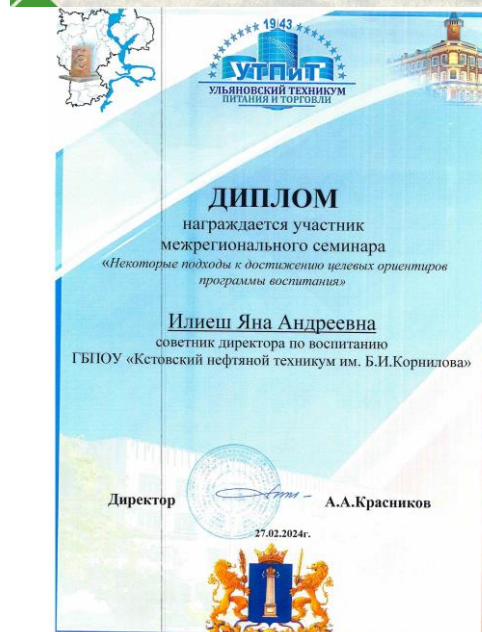 1943
УТПиТ
УЛЬЯНОВСКИЙ ТЕХНИКУМ
ПИТАНИЯ И ТОРГОВЛИ
ДИПЛОМ
награждается участник
межрегионального семинара
«Некоторые подходы к достижению целевых ориентиров
программы воспитания»
Илиеш Яна Андреевна
советник директора по воспитанию
ГБПОУ «Кстовский нефтяной техникум им. Б.И.Корнилова»
Директор А.А.Красников
27.02.2024г.